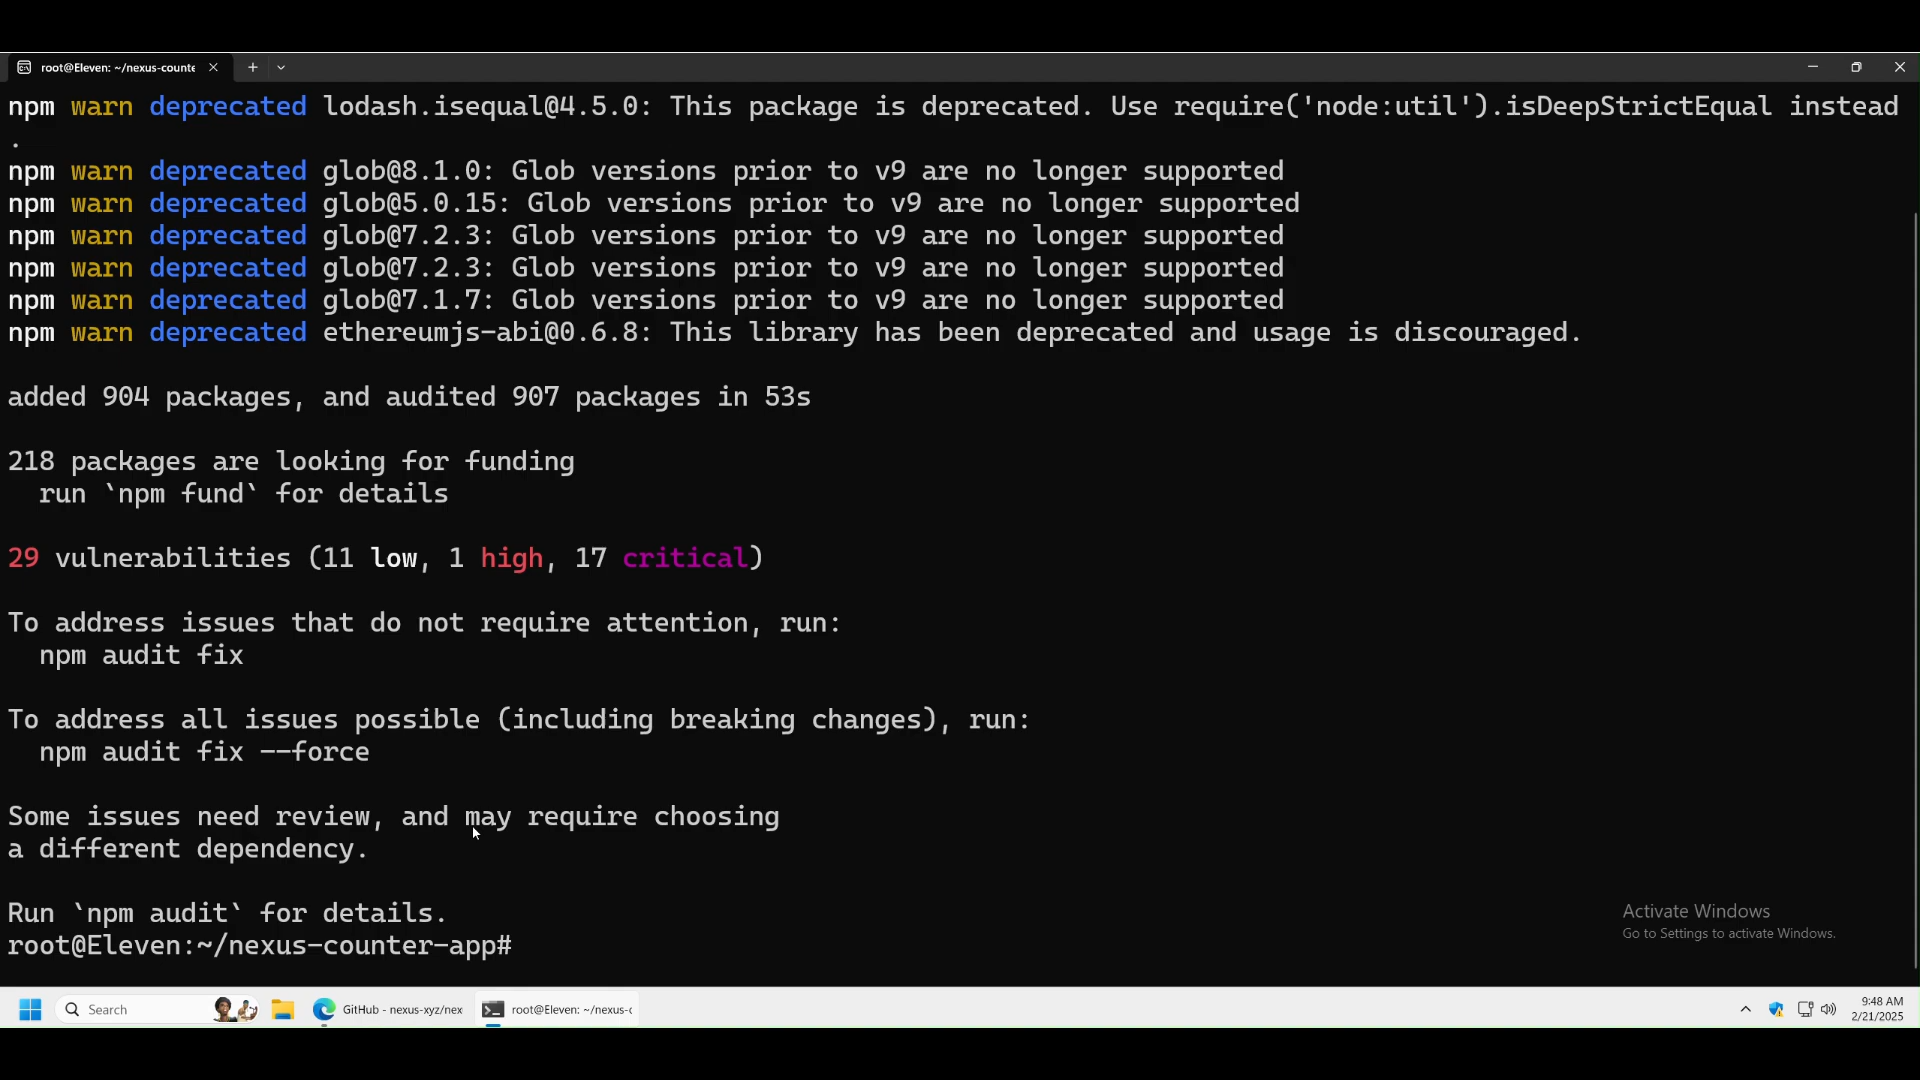 root@Eleven: ~/nexus-counte
npm warn deprecated lodash.isequal@4.5.0: This package is deprecated. Use require('node:util').isDeepStrictEqual instead
.
npm warn deprecated glob@8.1.0: Glob versions prior to v9 are no longer supported
npm warn deprecated glob@5.0.15: Glob versions prior to v9 are no longer supported
npm warn deprecated glob@7.2.3: Glob versions prior to v9 are no longer supported
npm warn deprecated glob@7.2.3: Glob versions prior to v9 are no longer supported
npm warn deprecated glob@7.1.7: Glob versions prior to v9 are no longer supported
npm warn deprecated ethereumjs-abi@0.6.8: This library has been deprecated and usage is discouraged.
added 904 packages, and audited 907 packages in 53s
218 packages are looking for funding
run `npm fund` for details
29 vulnerabilities (11 low, 1 high, 17 critical)
To address issues that do not require attention, run:
npm audit fix
To address all issues possible (including breaking changes), run:
npm audit fix --force
Some issues need review, and may require choosing
a different dependency.
Run `npm audit` for details.
root@Eleven:~/nexus-counter-app#
Activate Windows
Go to Settings to activate Windows.
Search
GitHub - nexus-xyz/nex
root@Eleven: ~/nexus-c
9:48 AM
2/21/2025